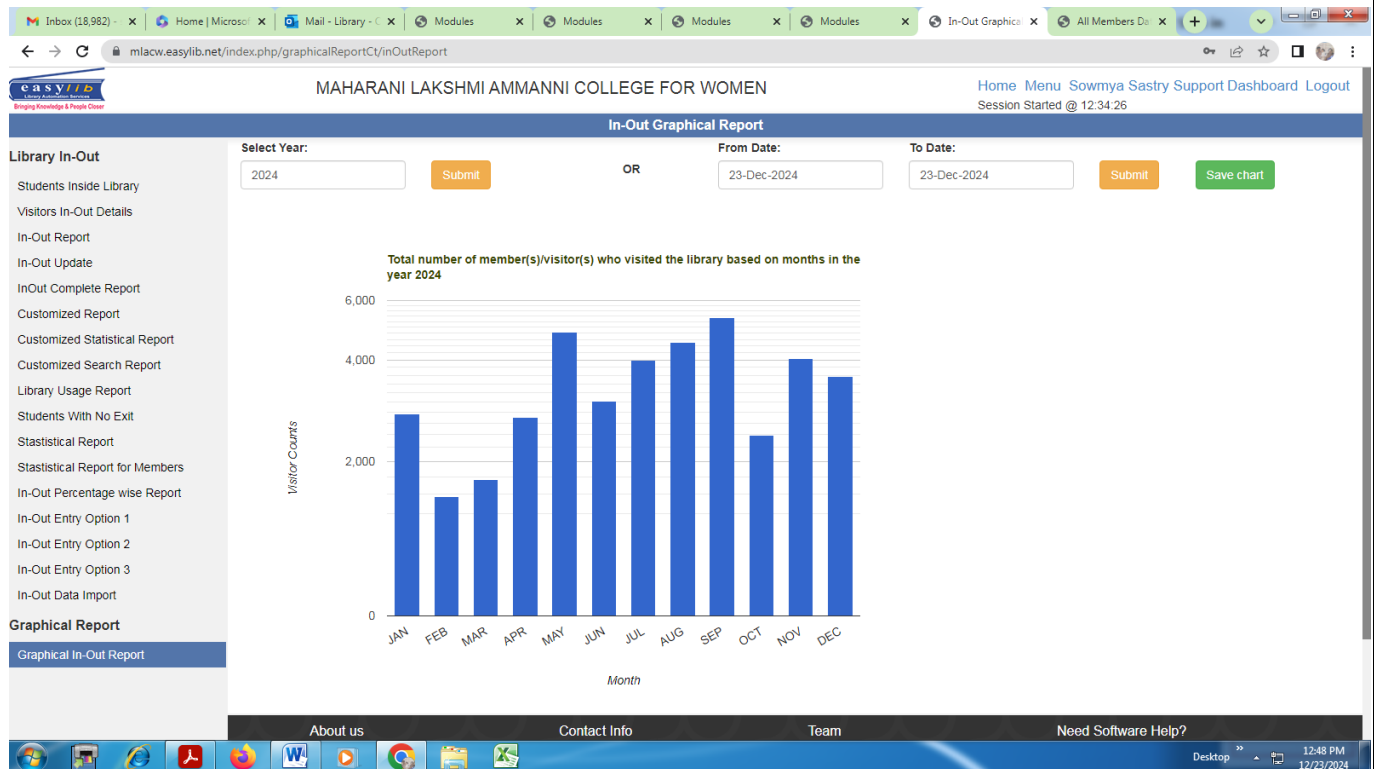 Inbox (18,982) -
Home | Microsof
Mail - Library - O
Modules
Modules
Modules
Modules
In-Out Graphica
All Members Da
mlacw.easylib.net/index.php/graphicalReportCt/inOutReport
easylib
Library Automation Services
Bringing Knowledge & People Closer
MAHARANI LAKSHMI AMMANNI COLLEGE FOR WOMEN
Home Menu Sowmya Sastry Support Dashboard Logout
Session Started @ 12:34:26
In-Out Graphical Report
Library In-Out
Students Inside Library
Visitors In-Out Details
In-Out Report
In-Out Update
InOut Complete Report
Customized Report
Customized Statistical Report
Customized Search Report
Library Usage Report
Students With No Exit
Stastistical Report
Stastistical Report for Members
In-Out Percentage wise Report
In-Out Entry Option 1
In-Out Entry Option 2
In-Out Entry Option 3
In-Out Data Import
Graphical Report
Graphical In-Out Report
Select Year:
2024
Submit
OR
From Date:
23-Dec-2024
To Date:
23-Dec-2024
Submit
Save chart
Total number of member(s)/visitor(s) who visited the library based on months in the
year 2024
6,000
4,000
2,000
0
Visitor Counts
JAN FEB MAR APR MAY JUN JUL AUG SEP OCT NOV DEC
Month
About us
Contact Info
Team
Need Software Help?
Desktop
12:48 PM
12/23/2024